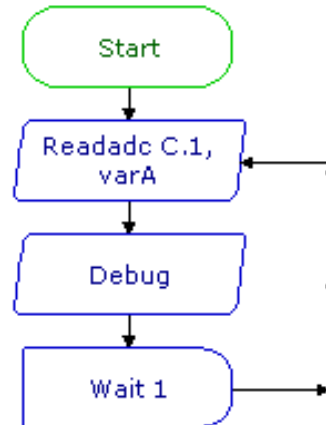 Start
Readadc C.1,
varA
Debug
Wait 1